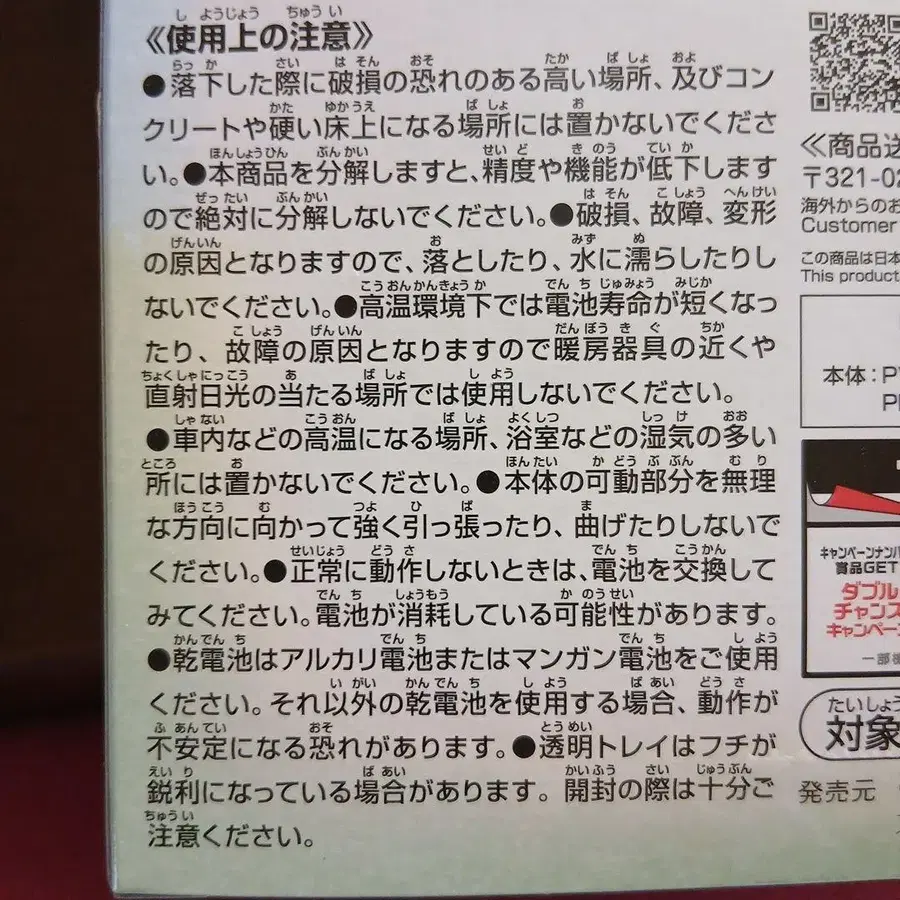 《使用上の注意》
●落下した際に破損の恐れのある高い場所、及びコン
クリートや硬い床上になる場所には置かないでくださ
い。●本商品を分解しますと、精度や機能が低下します
ので絶対に分解しないでください。●破損、故障、変形
の原因となりますので、落としたり、水に濡らしたりし
ないでください。●高温環境下では電池寿命が短くなっ
たり、故障の原因となりますので暖房器具の近くや
直射日光の当たる場所では使用しないでください。
●車内などの高温になる場所、浴室などの湿気の多い
所には置かないでください。●本体の可動部分を無理
な方向に向かって強く引っ張ったり、曲げたりしないで
ください。●正常に動作しないときは、電池を交換して
みてください。電池が消耗している可能性があります。
●乾電池はアルカリ電池またはマンガン電池をご使用
ください。それ以外の乾電池を使用する場合、動作が
不安定になる恐れがあります。●透明トレイはフチが
鋭利になっている場合があります。開封の際は十分ご
注意ください。
《商品送
〒321-02
海外からのお
Customer
この商品は日本
This product
本体：P
キャンペーンナンバ
賞品GET
ダブル
チャンス
キャンペーン
一部
たいしょう
対象
発売元